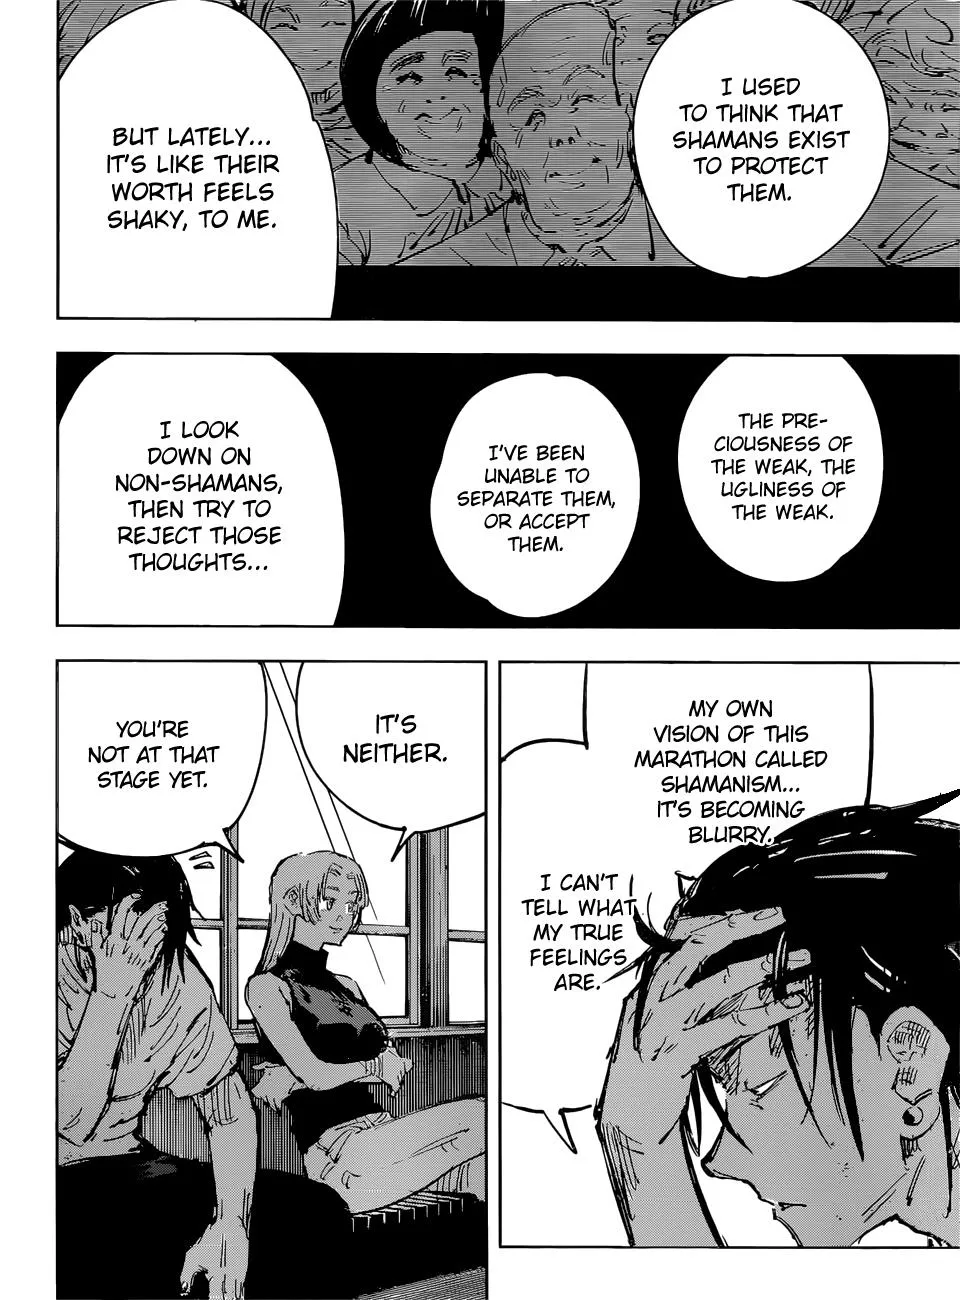 I USED
TO THINK THAT
SHAMANS EXIST
TO PROTECT
THEM.
BUT LATELY...
IT'S LIKE THEIR
WORTH FEELS
SHAKY, TO ME.
THE PRE-
CIOUSNESS OF
THE WEAK, THE
UGLINESS OF
THE WEAK.
I'VE BEEN
UNABLE TO
SEPARATE THEM,
OR ACCEPT
THEM.
I LOOK
DOWN ON
NON-SHAMANS,
THEN TRY TO
REJECT THOSE
THOUGHTS...
MY OWN
VISION OF THIS
MARATHON CALLED
SHAMANISM...
IT'S BECOMING
BLURRY.
I CAN'T
TELL WHAT
MY TRUE
FEELINGS
ARE.
IT'S
NEITHER.
YOU'RE
NOT AT THAT
STAGE YET.